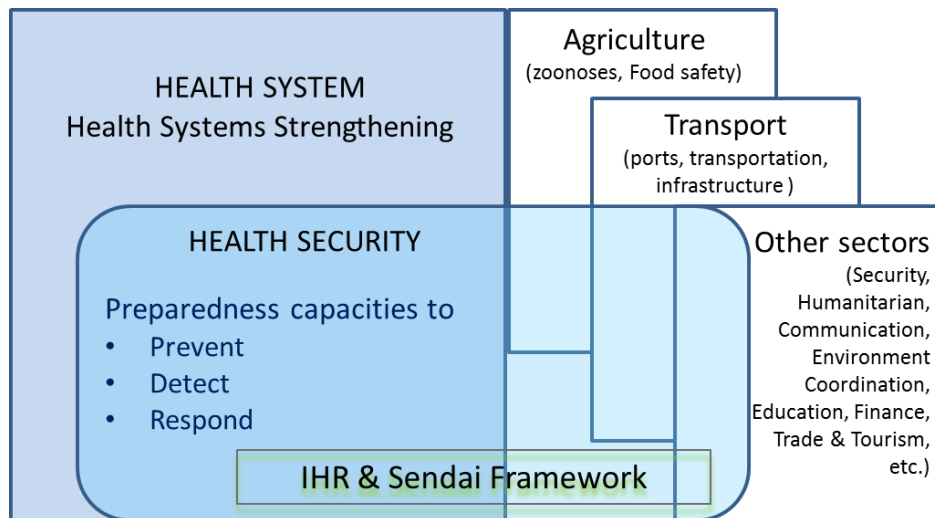 HEALTH SYSTEM
Health Systems Strengthening
Agriculture
(zoonoses, Food safety)
Transport
(ports, transportation,
infrastructure )
HEALTH SECURITY
Preparedness capacities to
• Prevent
• Detect
• Respond
IHR & Sendai Framework
Other sectors
(Security,
Humanitarian,
Communication,
Environment
Coordination,
Education, Finance,
Trade & Tourism,
etc.)